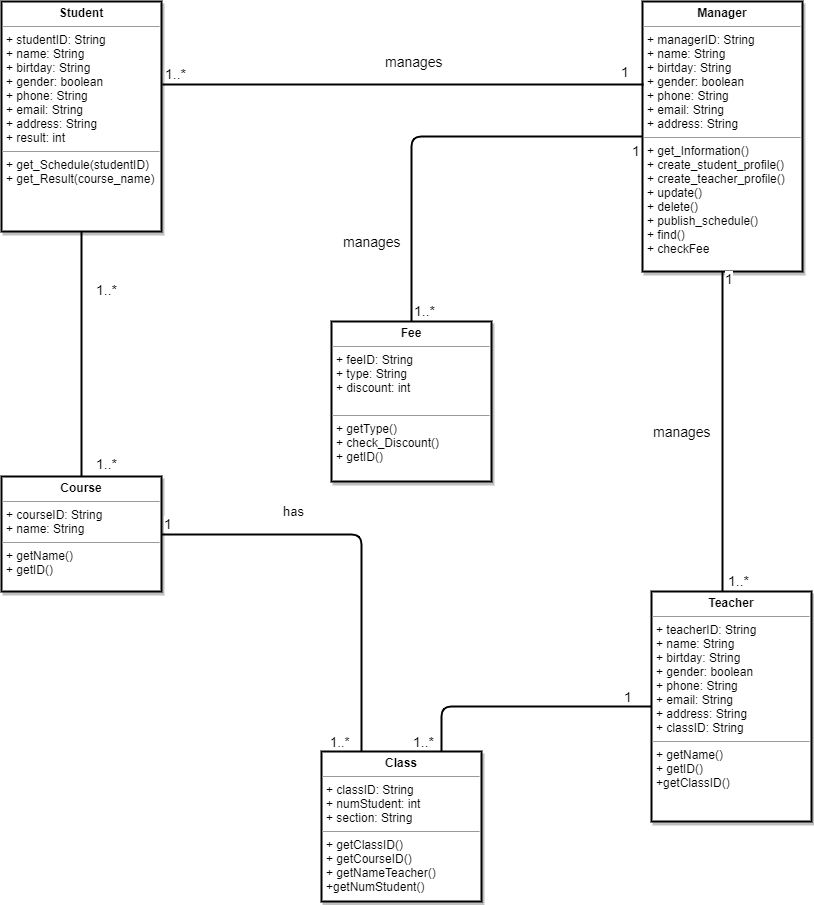 Student
+ studentID: String
+ name: String
+ birtday: String
+ gender: boolean
+ phone: String
+ email: String
+ address: String
+ result: int
+ get_Schedule(studentID)
+ get_Result(course_name)
1..*
manages
1
Manager
+ managerID: String
+ name: String
+ birtday: String
+ gender: boolean
+ phone: String
+ email: String
+ address: String
+ get_Information()
+ create_student_profile()
+ create_teacher_profile()
+ update()
+ delete()
+ publish_schedule()
+ find()
+ checkFee
1
manages
1..*
1
1..*
Fee
+ feeID: String
+ type: String
+ discount: int
+ getType()
+ check_Discount()
+ getID()
manages
1..*
Course
+ courseID: String
+ name: String
+ getName()
+ getID()
1
has
1..*
1..*
1
1..*
Teacher
+ teacherID: String
+ name: String
+ birtday: String
+ gender: boolean
+ phone: String
+ email: String
+ address: String
+ classID: String
+ getName()
+ getID()
+getClassID()
Class
+ classID: String
+ numStudent: int
+ section: String
+ getClassID()
+ getCourseID()
+ getNameTeacher()
+getNumStudent()